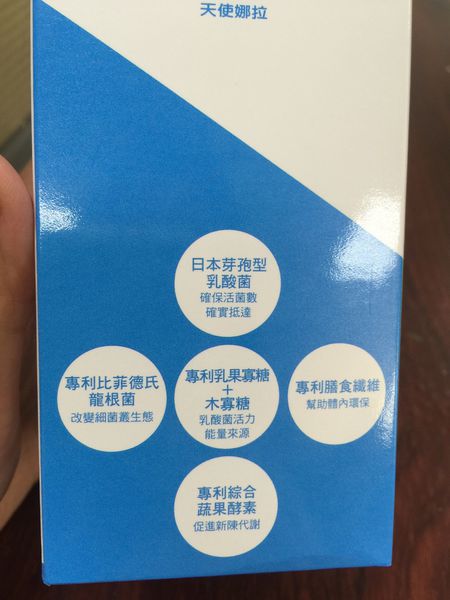 天使娜拉
日本芽孢型
乳酸菌
確保活菌數
確實抵達
專利比菲德氏
龍根菌
改變細菌叢生態
專利乳果寡糖
+
木寡糖
乳酸菌活力
能量來源
專利膳食纖維
幫助體內環保
專利綜合
蔬果酵素
促進新陳代謝